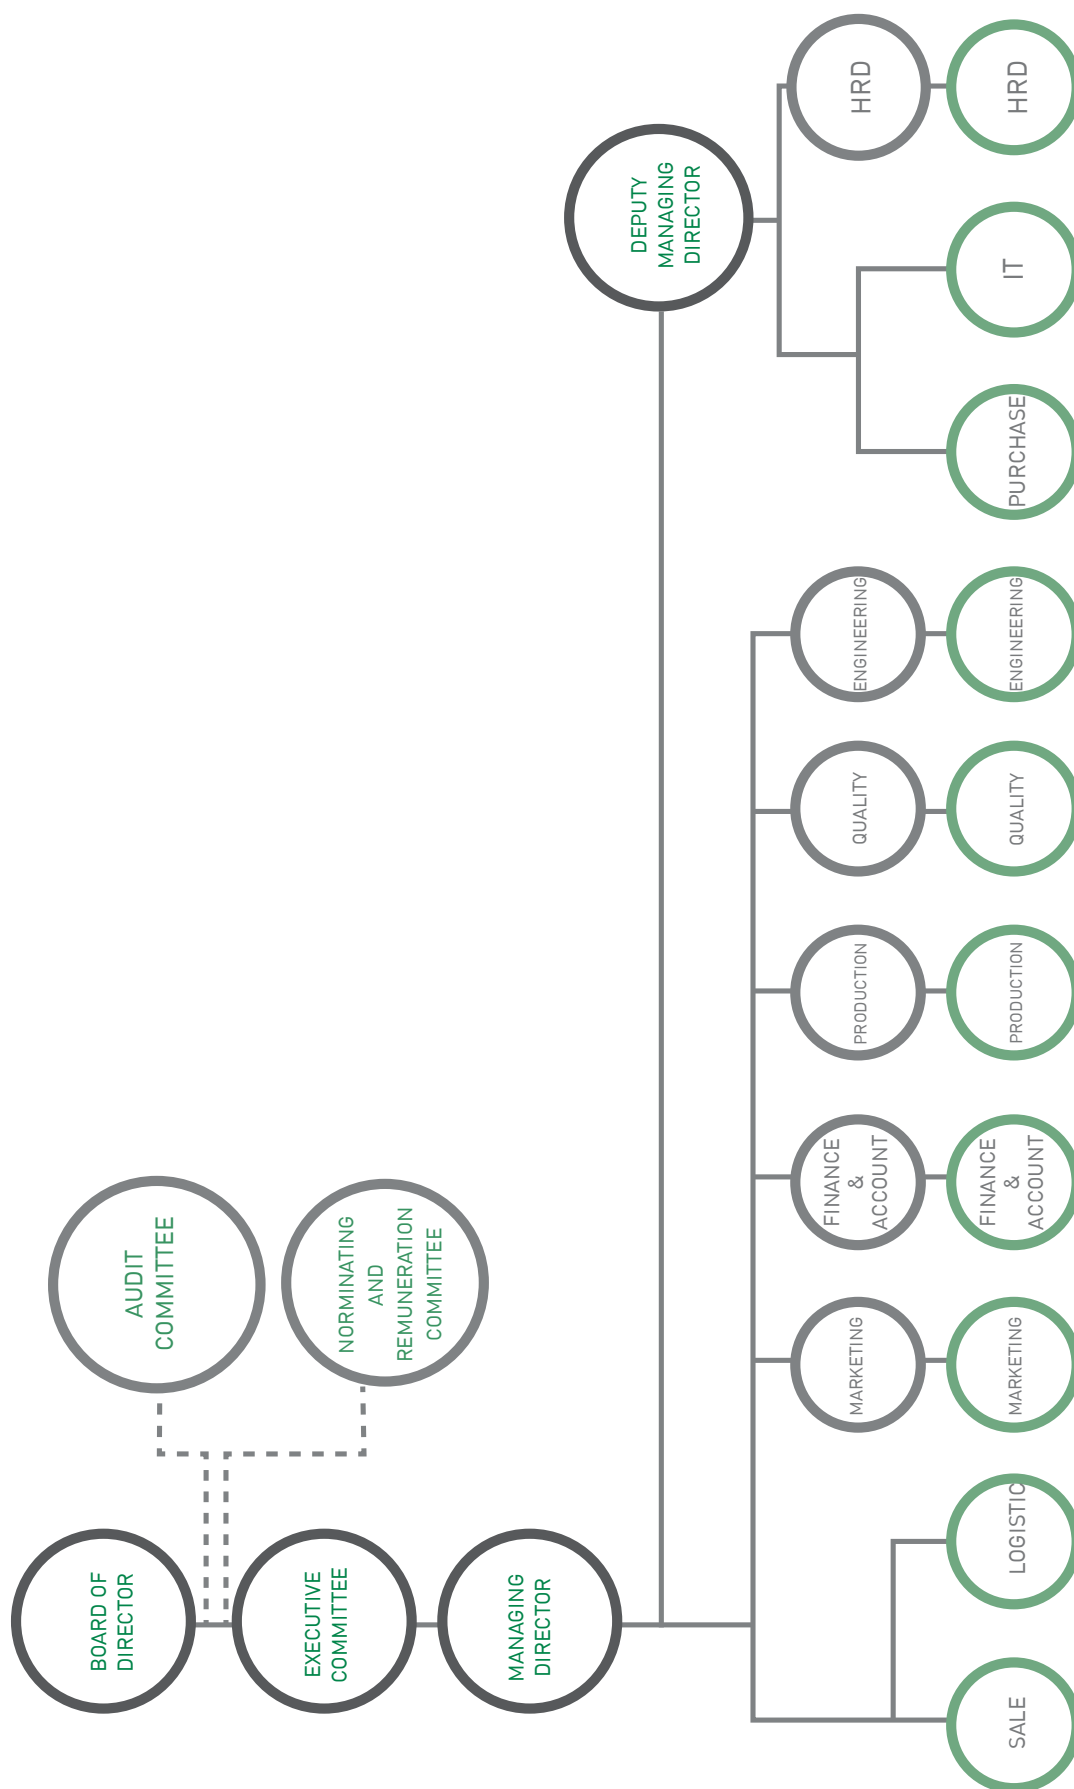 BOARD OF
DIRECTOR
AUDIT
COMMITTEE
NORMINATING
AND
REMUNERATION
COMMITTEE
EXECUTIVE
COMMITTEE
MANAGING
DIRECTOR
DEPUTY
MANAGING
DIRECTOR
MARKETING
FINANCE
&
ACCOUNT
PRODUCTION
QUALITY
ENGINEERING
HRD
SALE
LOGISTIC
MARKETING
FINANCE
&
ACCOUNT
PRODUCTION
QUALITY
ENGINEERING
PURCHASE
IT
HRD